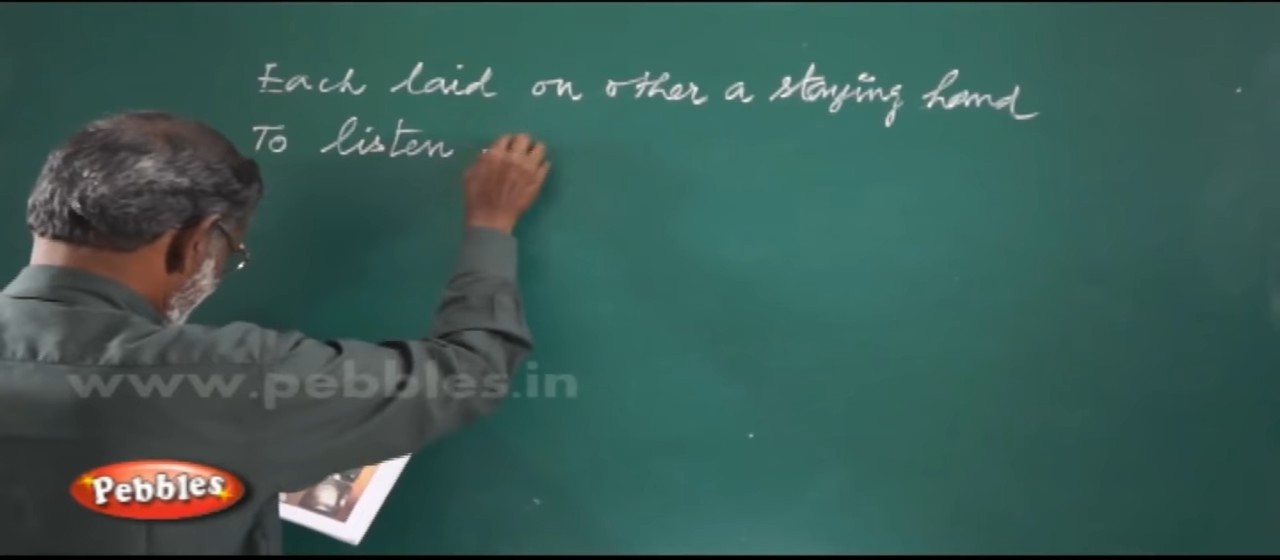 Each laid on other a staying hand
To listen
www.pebbles.in
Pebbles